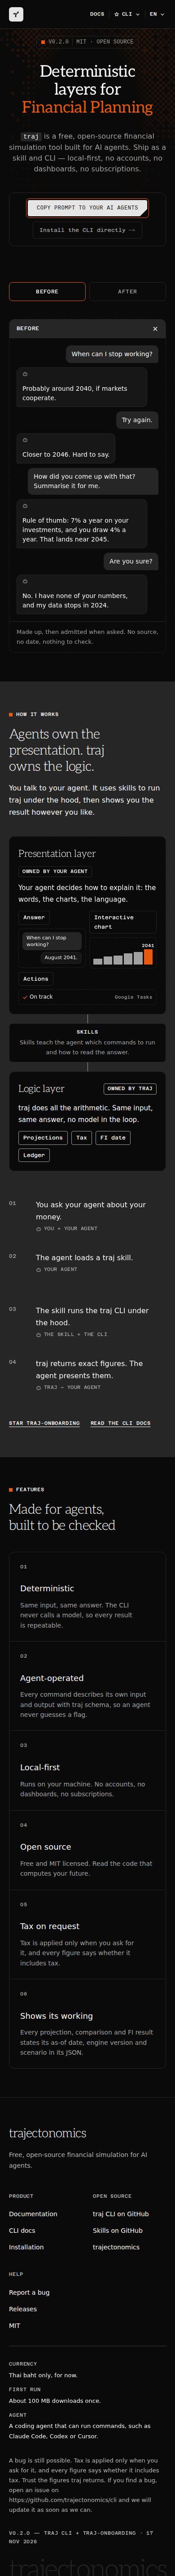 DOCS
CLI
EN
V0.2.0 MIT · OPEN SOURCE
Deterministic
layers for
Financial Planning
traj is a free, open-source financial
simulation tool built for AI agents. Ship as a
skill and CLI — local-first, no accounts, no
dashboards, no subscriptions.
COPY PROMPT TO YOUR AI AGENTS
Install the CLI directly
BEFORE
AFTER
BEFORE
When can I stop working?
Probably around 2040, if markets
cooperate.
Try again.
Closer to 2046. Hard to say.
How did you come up with that?
Summarise it for me.
Rule of thumb: 7% a year on your
investments, and you draw 4% a
year. That lands near 2045.
Are you sure?
No. I have none of your numbers,
and my data stops in 2024.
Made up, then admitted when asked. No source,
no date, nothing to check.
HOW IT WORKS
Agents own the
presentation. traj
owns the logic.
You talk to your agent. It uses skills to run
traj under the hood, then shows you the
result however you like.
Presentation layer
OWNED BY YOUR AGENT
Your agent decides how to explain it: the
words, the charts, the language.
Answer
When can I stop
working?
August 2041.
Interactive
chart
2041
Actions
On track
Google Tasks
SKILLS
Skills teach the agent which commands to run
and how to read the answer.
Logic layer
OWNED BY TRAJ
traj does all the arithmetic. Same input,
same answer, no model in the loop.
Projections
Tax
FI date
Ledger
01
You ask your agent about your
money.
YOU → YOUR AGENT
02
The agent loads a traj skill.
YOUR AGENT
03
The skill runs the traj CLI under
the hood.
THE SKILL → THE CLI
04
traj returns exact figures. The
agent presents them.
TRAJ → YOUR AGENT
STAR TRAJ-ONBOARDING
READ THE CLI DOCS
FEATURES
Made for agents,
built to be checked
01
Deterministic
Same input, same answer. The CLI
never calls a model, so every result
is repeatable.
02
Agent-operated
Every command describes its own input
and output with traj schema, so an agent
never guesses a flag.
03
Local-first
Runs on your machine. No accounts, no
dashboards, no subscriptions.
04
Open source
Free and MIT licensed. Read the code that
computes your future.
05
Tax on request
Tax is applied only when you ask for
it, and every figure says whether it
includes tax.
06
Shows its working
Every projection, comparison and FI result
states its as-of date, engine version and
scenario in its JSON.
trajectonomics
Free, open-source financial simulation for AI
agents.
PRODUCT
Documentation
CLI docs
Installation
OPEN SOURCE
traj CLI on GitHub
Skills on GitHub
trajectonomics
HELP
Report a bug
Releases
MIT
CURRENCY
Thai baht only, for now.
FIRST RUN
About 100 MB downloads once.
AGENT
A coding agent that can run commands, such as
Claude Code, Codex or Cursor.
A bug is still possible. Tax is applied only when you
ask for it, and every figure says whether it includes
tax. Trust the figures traj returns. If you find a bug,
open an issue on
https://github.com/trajectonomics/cli and we will
update it as soon as we can.
V0.2.0 — TRAJ CLI + TRAJ-ONBOARDING · 17
NOV 2026
trajectonomics